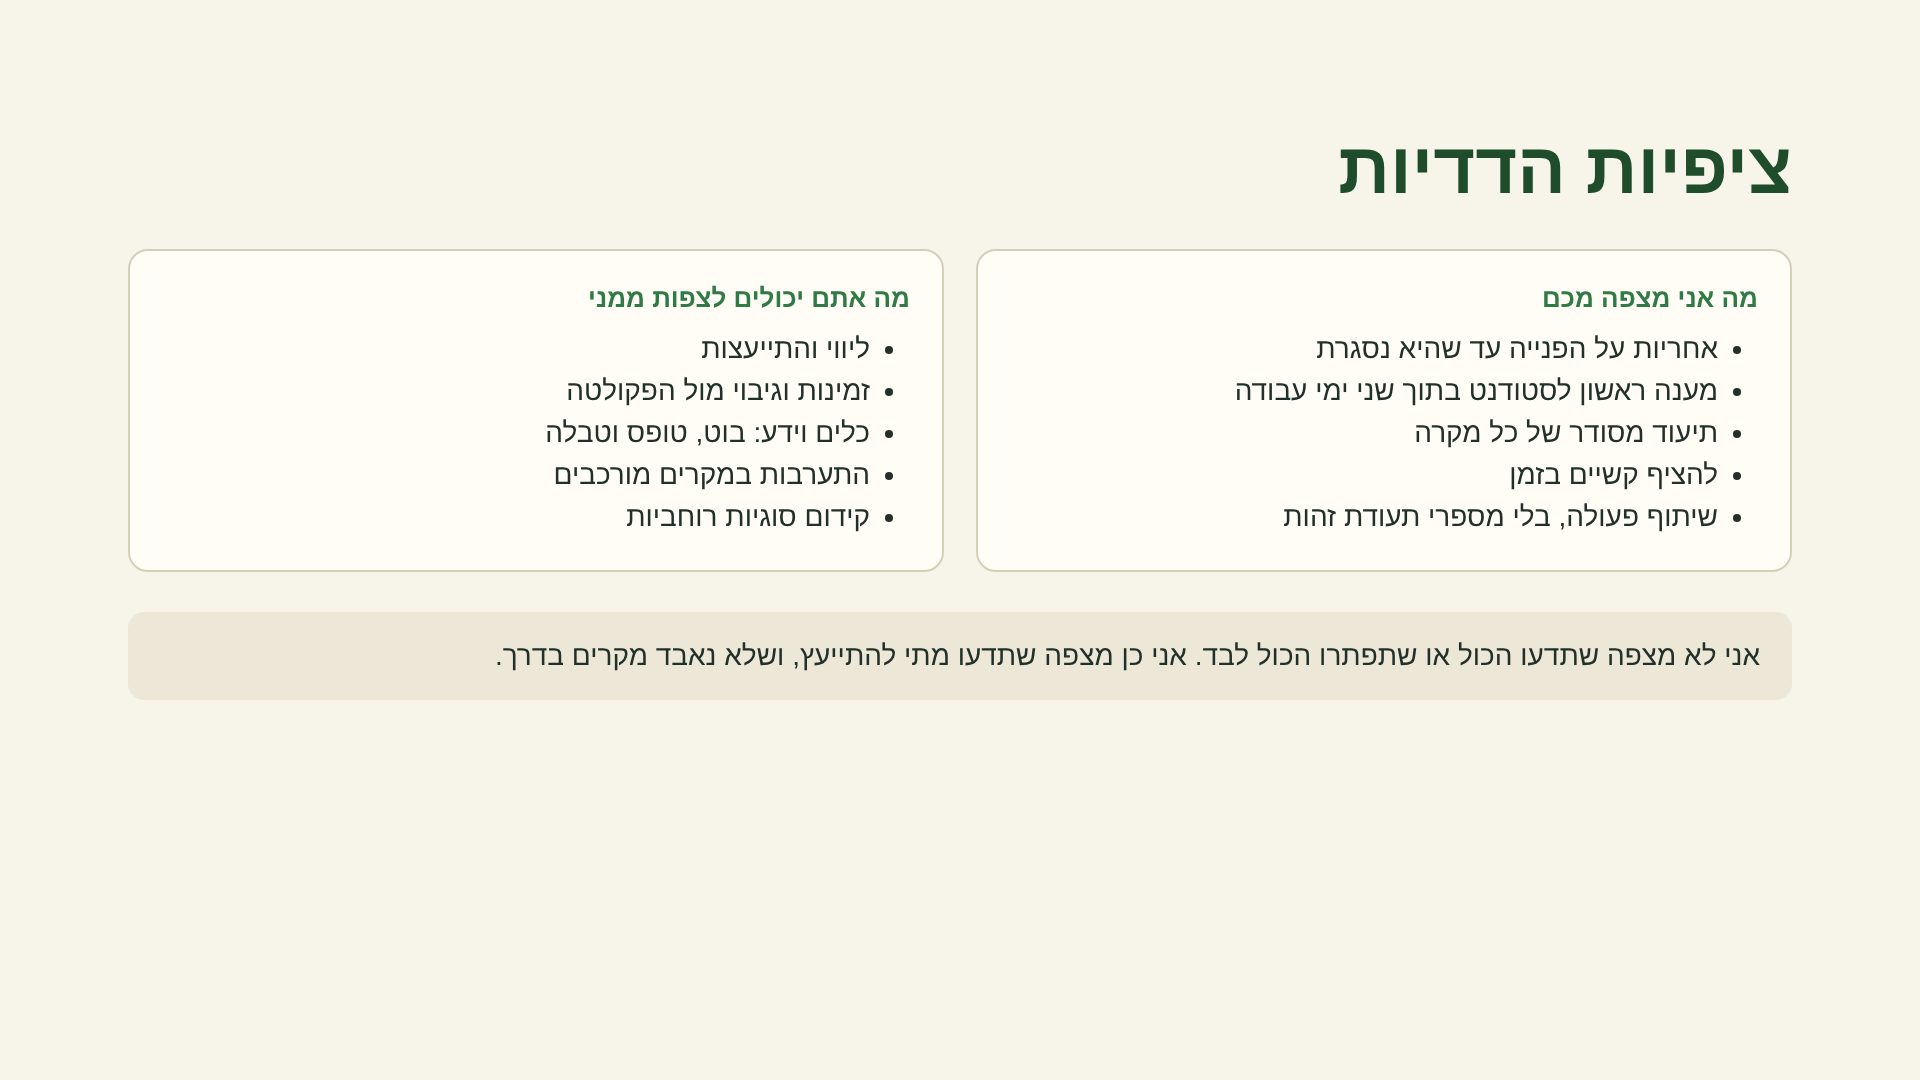 ציפיות הדדיות
מה אני מצפה מכם
• אחריות על הפנייה עד שהיא נסגרת
• מענה ראשון לסטודנט בתוך שני ימי עבודה
• תיעוד מסודר של כל מקרה
• להציף קשיים בזמן
• שיתוף פעולה, בלי מספרי תעודת זהות
מה אתם יכולים לצפות ממני
• ליווי והתייעצות
• זמינות וגיבוי מול הפקולטה
• כלים וידע: בוט, טופס וטבלה
• התערבות במקרים מורכבים
• קידום סוגיות רוחביות
אני לא מצפה שתדעו הכול או שתפתרו הכול לבד. אני כן מצפה שתדעו מתי להתייעץ, ושלא נאבד מקרים בדרך.